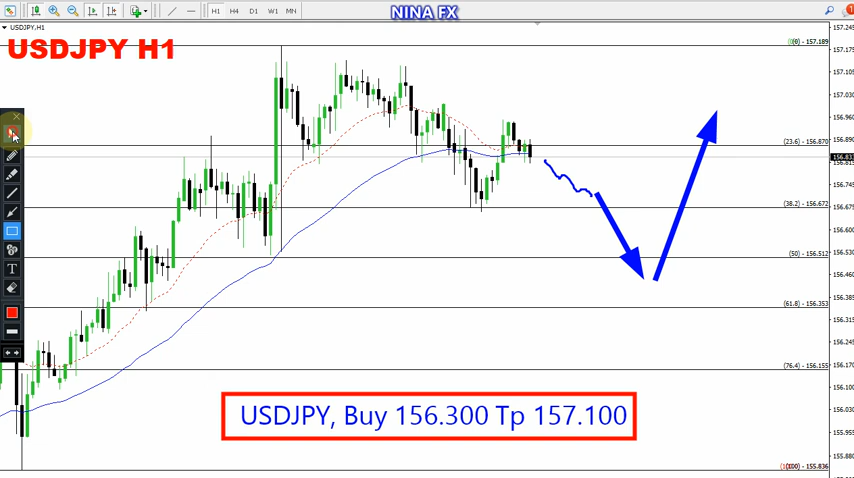 H1 H4 D1 W1 MN
NINA FX
USDJPY,H1
USDJPY H1
(0) - 157.189
(23.6) - 156.870
(38.2) - 156.672
(50) - 156.512
(61.8) - 156.353
(76.4) - 156.155
(100) - 155.836
157.245
157.175
157.105
157.030
156.960
156.890
156.815
156.745
156.675
156.600
156.530
156.460
156.385
156.315
156.245
156.170
156.100
156.030
155.955
155.880
T
USDJPY, Buy 156.300 Tp 157.100